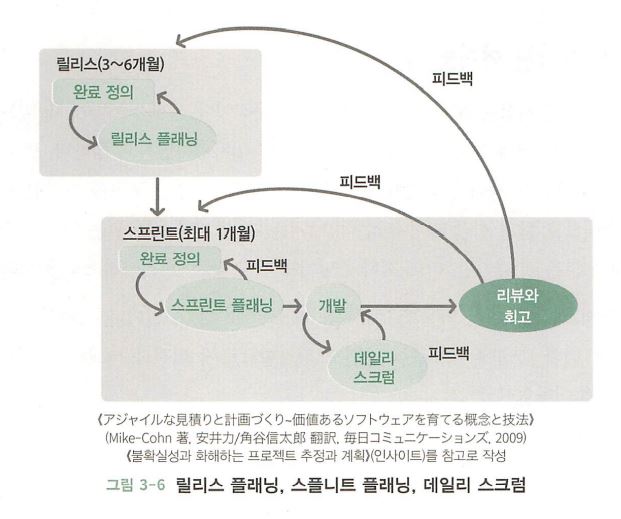 릴리스(3~6개월)
완료 정의
릴리스 플래닝
피드백
피드백
스프린트(최대 1개월)
완료 정의
피드백
스프린트 플래닝
개발
리뷰와
회고
데일리
스크럼
피드백
《アジャイルな見積りと計画づくり~価値あるソフトウェアを育てる概念と技法》
(Mike-Cohn 著, 安井力/角谷信太郎 翻訳, 毎日コミュニケーションズ, 2009)
《불확실성과 화해하는 프로젝트 추정과 계획》(인사이트)를 참고로 작성
그림 3-6 릴리스 플래닝, 스플니트 플래닝, 데일리 스크럼